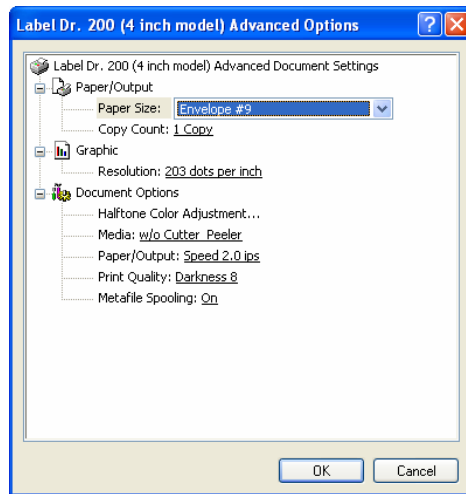 Label Dr. 200 (4 inch model) Advanced Options
Label Dr. 200 (4 inch model) Advanced Document Settings
Paper/Output
Paper Size: Envelope #9
Copy Count: 1 Copy
Graphic
Resolution: 203 dots per inch
Document Options
Halftone Color Adjustment...
Media: w/o Cutter_Peeler
Paper/Output: Speed 2.0 ips
Print Quality: Darkness 8
Metafile Spooling: On
OK Cancel